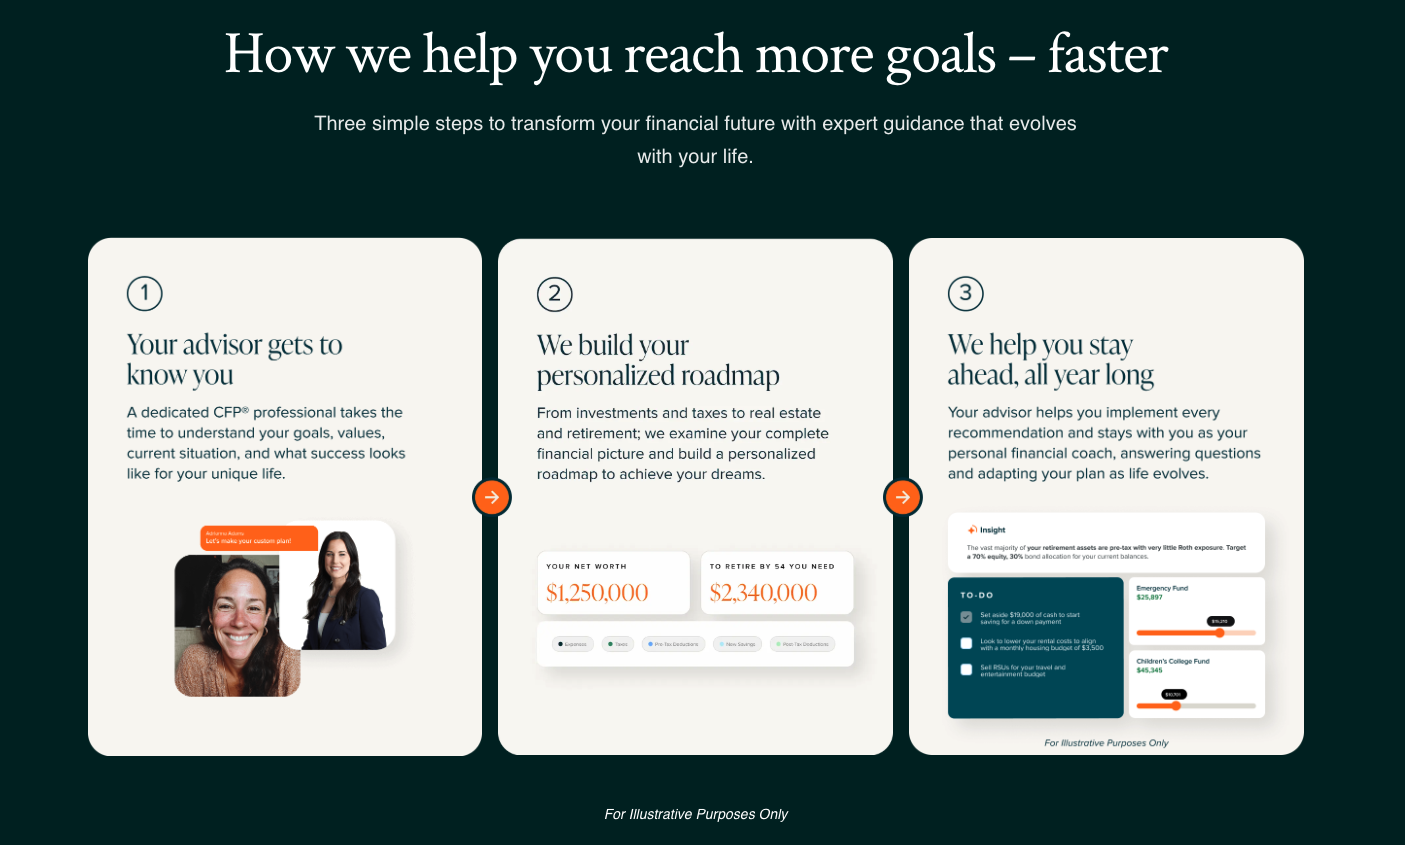 How we help you reach more goals – faster
Three simple steps to transform your financial future with expert guidance that evolves
with your life.
1
Your advisor gets to
know you
A dedicated CFP® professional takes the
time to understand your goals, values,
current situation, and what success looks
like for your unique life.
Let's make your custom plan!
2
We build your
personalized roadmap
From investments and taxes to real estate
and retirement; we examine your complete
financial picture and build a personalized
roadmap to achieve your dreams.
YOUR NET WORTH
$1,250,000
TO RETIRE BY 54 YOU NEED
$2,340,000
Expenses
Taxes
Pre-Tax Deductions
New Savings
Post-Tax Deductions
3
We help you stay
ahead, all year long
Your advisor helps you implement every
recommendation and stays with you as your
personal financial coach, answering questions
and adapting your plan as life evolves.
Insight
The vast majority of your retirement assets are pre-tax with very little Roth exposure. Target
a 70% equity, 30% bond allocation for your current balances.
TO-DO
Set aside $19,000 of cash to start
saving for a down payment
Look to lower your rental costs to align
with a monthly housing budget of $3,500
Sell RSUs for your travel and
entertainment budget
Emergency Fund
$25,897
Children's College Fund
$45,345
For Illustrative Purposes Only
For Illustrative Purposes Only